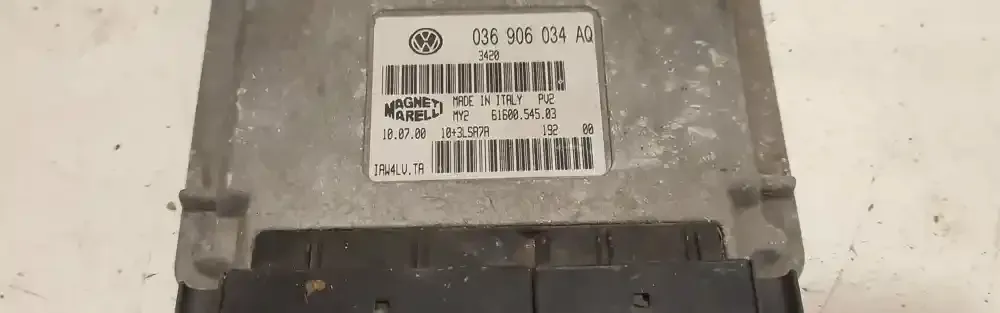 036 906 034 AQ
3420
MAGNETI MARELLI
MADE IN ITALY PV2
MY2 61600.545.03
10.07.00 10+3LSA7A 192 00
IAW4LV.TA